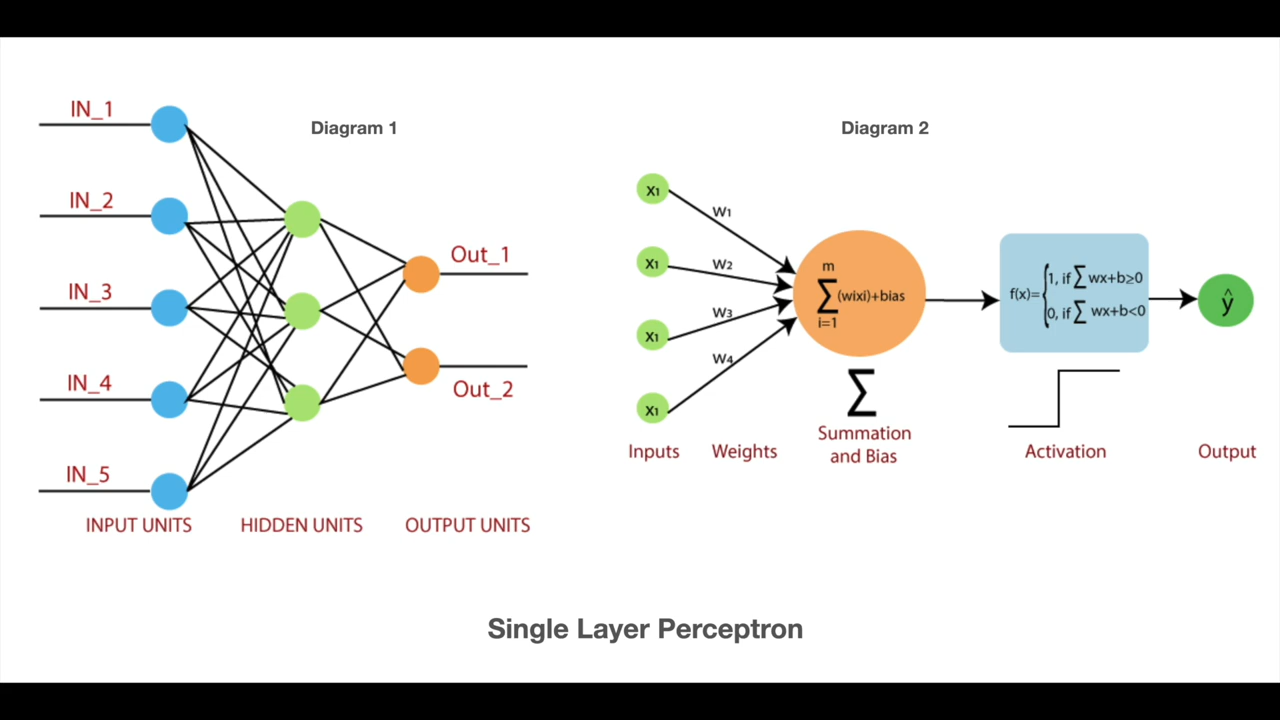 Diagram 1
IN_1
IN_2
IN_3
IN_4
IN_5
Out_1
Out_2
INPUT UNITS
HIDDEN UNITS
OUTPUT UNITS
Diagram 2
x₁
x₁
x₁
x₁
w₁
w₂
w₃
w₄
m
∑(wixi)+bias
i=1
∑
f(x)={1, if ∑wx+b≥0
0, if ∑ wx+b<0
ŷ
Inputs
Weights
Summation
and Bias
Activation
Output
Single Layer Perceptron